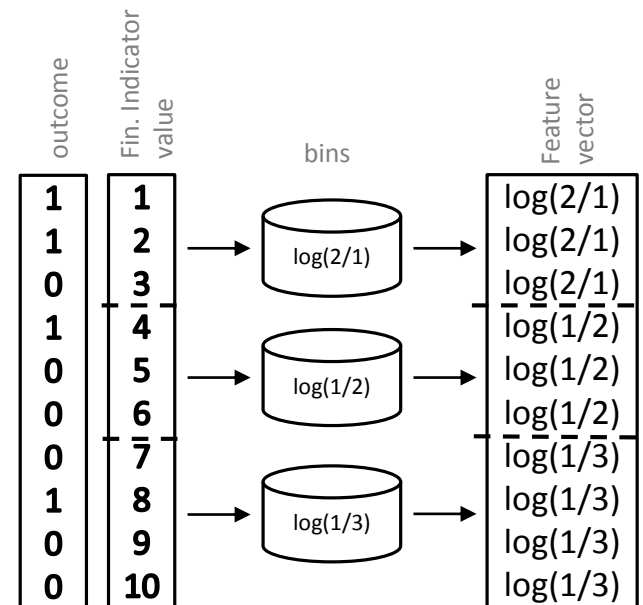 outcome
Fin. Indicator
value
bins
Feature
vector
1 1 log(2/1)
1 2 log(2/1)
0 3 log(2/1)
1 4 log(1/2)
0 5 log(1/2)
0 6 log(1/2)
0 7 log(1/3)
1 8 log(1/3)
0 9 log(1/3)
0 10 log(1/3)
log(2/1)
log(1/2)
log(1/3)